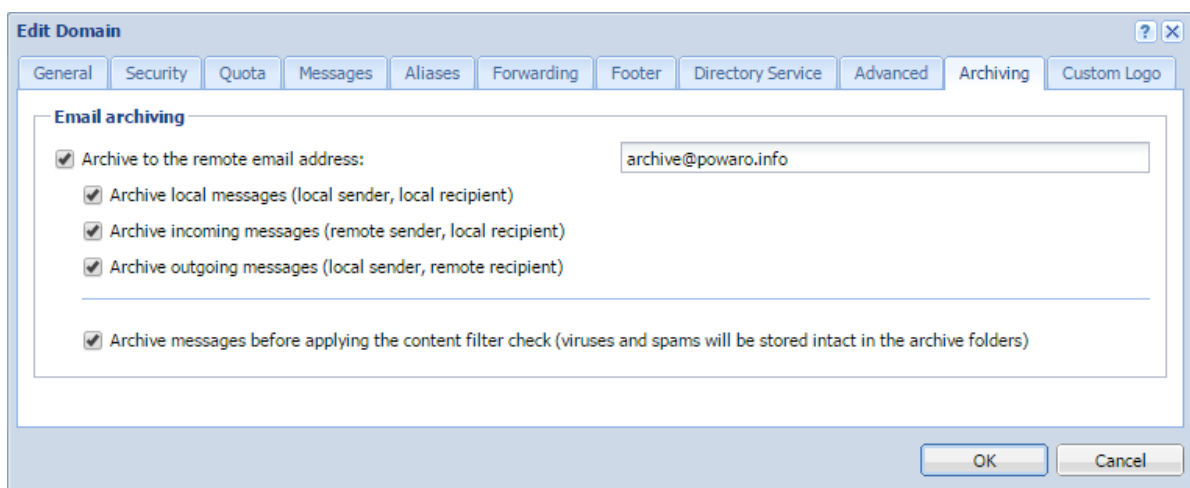 Edit Domain
?
General Security Quota Messages Aliases Forwarding Footer Directory Service Advanced Archiving Custom Logo
Email archiving
Archive to the remote email address: archive@powaro.info
Archive local messages (local sender, local recipient)
Archive incoming messages (remote sender, local recipient)
Archive outgoing messages (local sender, remote recipient)
Archive messages before applying the content filter check (viruses and spams will be stored intact in the archive folders)
OK Cancel